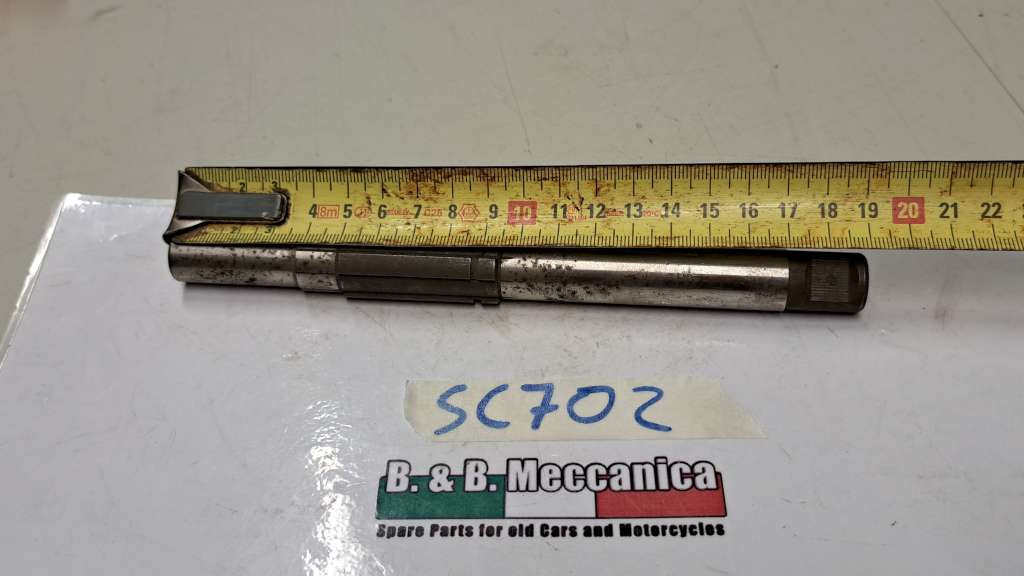 2 3 4 8m 5 6 7 8 9 10 11 12 13 14 15 16 17 18 19 20 21 22
SC702
B. & B. Meccanica
Spare Parts for old Cars and Motorcycles